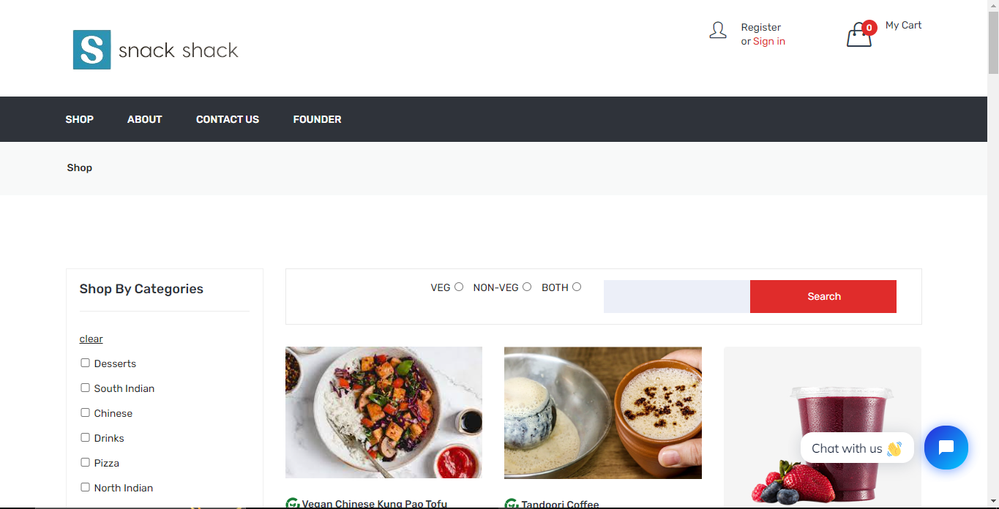 S snack shack
Register
or Sign in
0
My Cart
SHOP ABOUT CONTACT US FOUNDER
Shop
Shop By Categories
clear
Desserts
South Indian
Chinese
Drinks
Pizza
North Indian
VEG NON-VEG BOTH
Search
Vegan Chinese Kung Pao Tofu
Tandoori Coffee
Chat with us 👋